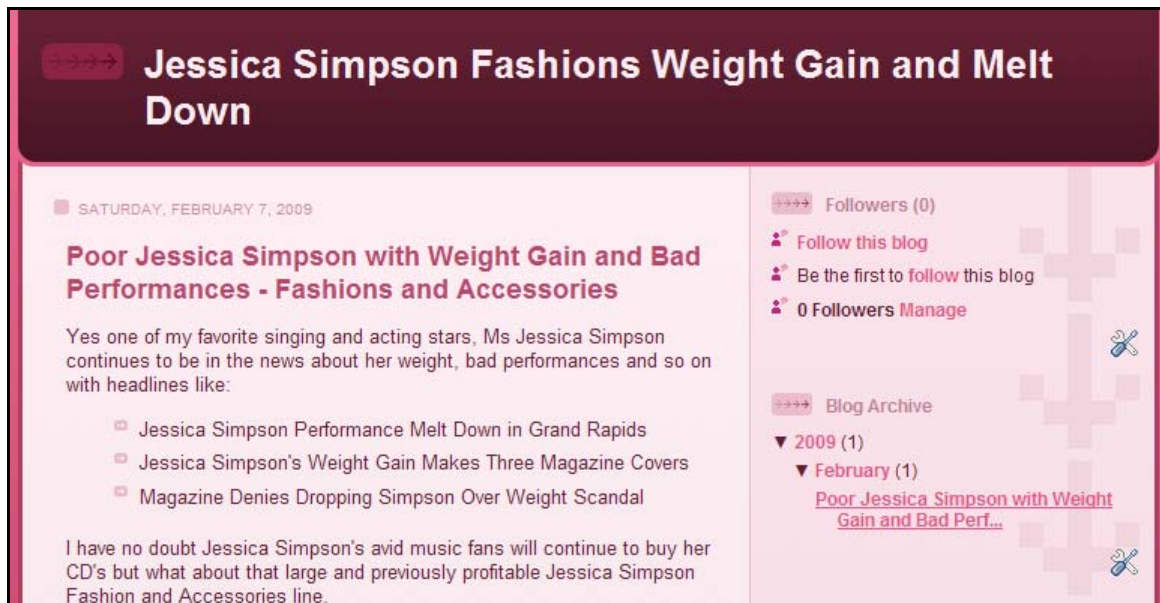 Jessica Simpson Fashions Weight Gain and Melt
Down
SATURDAY, FEBRUARY 7, 2009
Poor Jessica Simpson with Weight Gain and Bad
Performances - Fashions and Accessories
Yes one of my favorite singing and acting stars, Ms Jessica Simpson
continues to be in the news about her weight, bad performances and so on
with headlines like:
Jessica Simpson Performance Melt Down in Grand Rapids
Jessica Simpson's Weight Gain Makes Three Magazine Covers
Magazine Denies Dropping Simpson Over Weight Scandal
I have no doubt Jessica Simpson's avid music fans will continue to buy her
CD's but what about that large and previously profitable Jessica Simpson
Fashion and Accessories line.
Followers (0)
Follow this blog
Be the first to follow this blog
0 Followers Manage
Blog Archive
▼ 2009 (1)
▼ February (1)
Poor Jessica Simpson with Weight
Gain and Bad Perf...